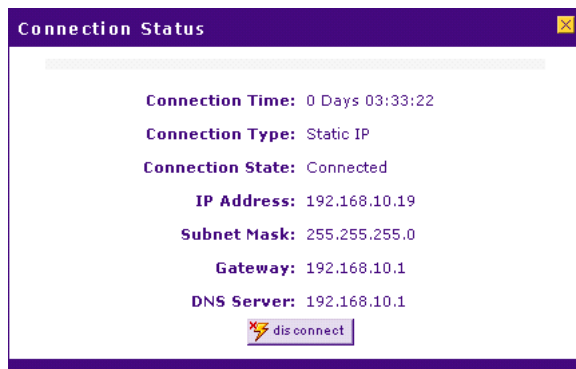 Connection Status
Connection Time: 0 Days 03:33:22
Connection Type: Static IP
Connection State: Connected
IP Address: 192.168.10.19
Subnet Mask: 255.255.255.0
Gateway: 192.168.10.1
DNS Server: 192.168.10.1
disconnect